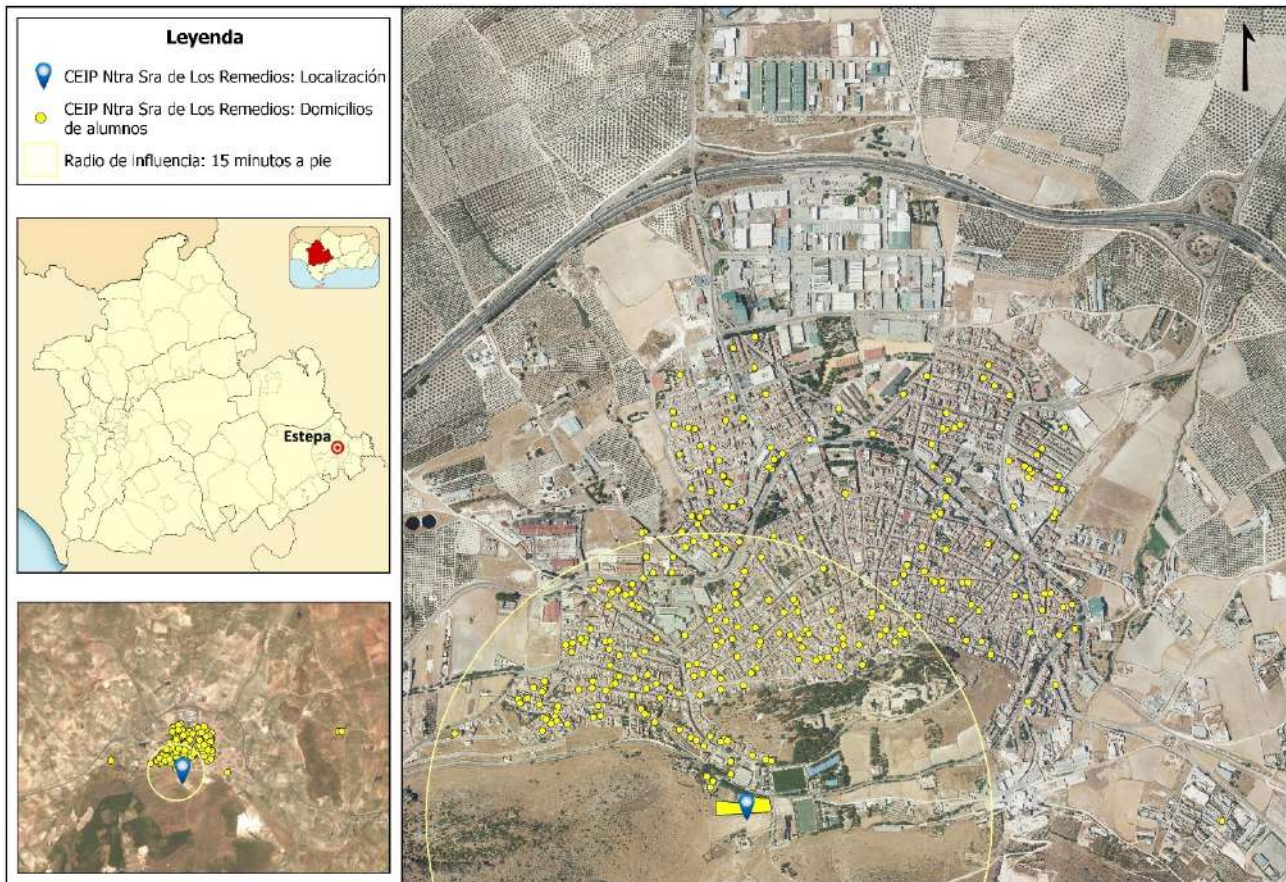 Leyenda
CEIP Ntra Sra de Los Remedios: Localización
CEIP Ntra Sra de Los Remedios: Domicilios
de alumnos
Radio de influencia: 15 minutos a pie
Estepa